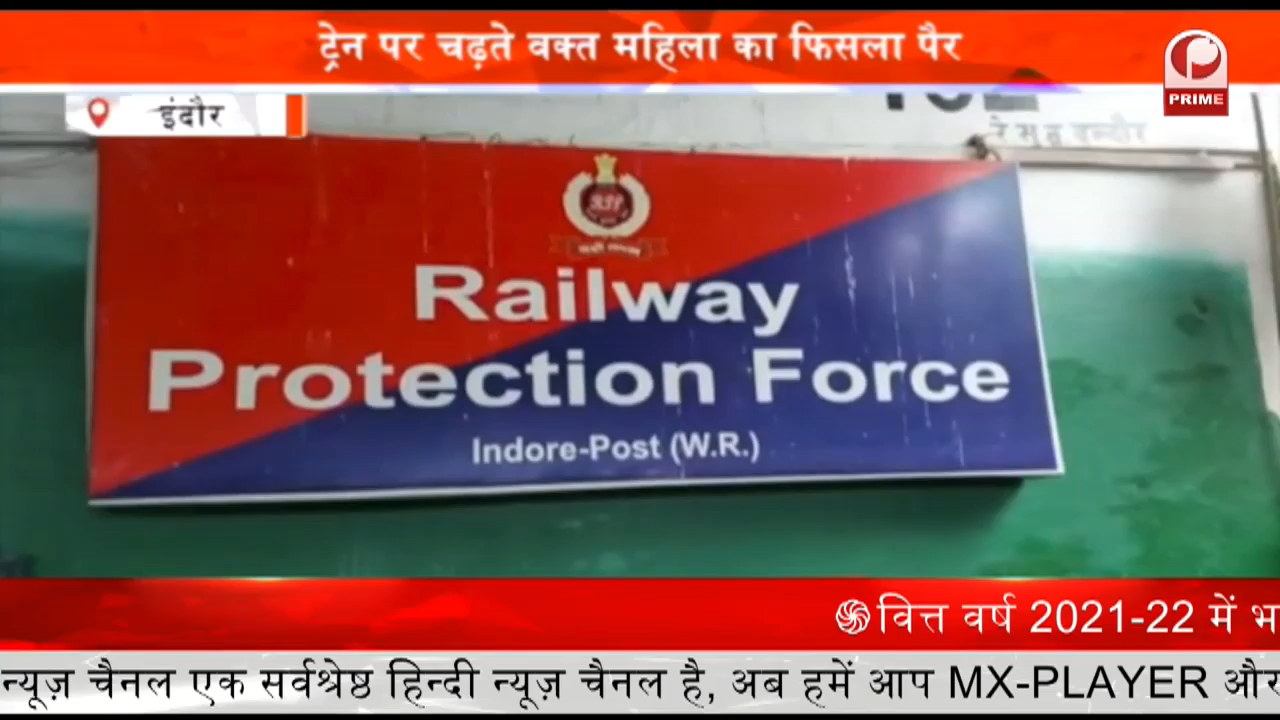 ट्रेन पर चढ़ते वक्त महिला का फिसला पैर
PRIME
इंदौर
Railway
Protection Force
Indore-Post (W.R.)
वित्त वर्ष 2021-22 में भ
न्यूज़ चैनल एक सर्वश्रेष्ठ हिन्दी न्यूज़ चैनल है, अब हमें आप MX-PLAYER और